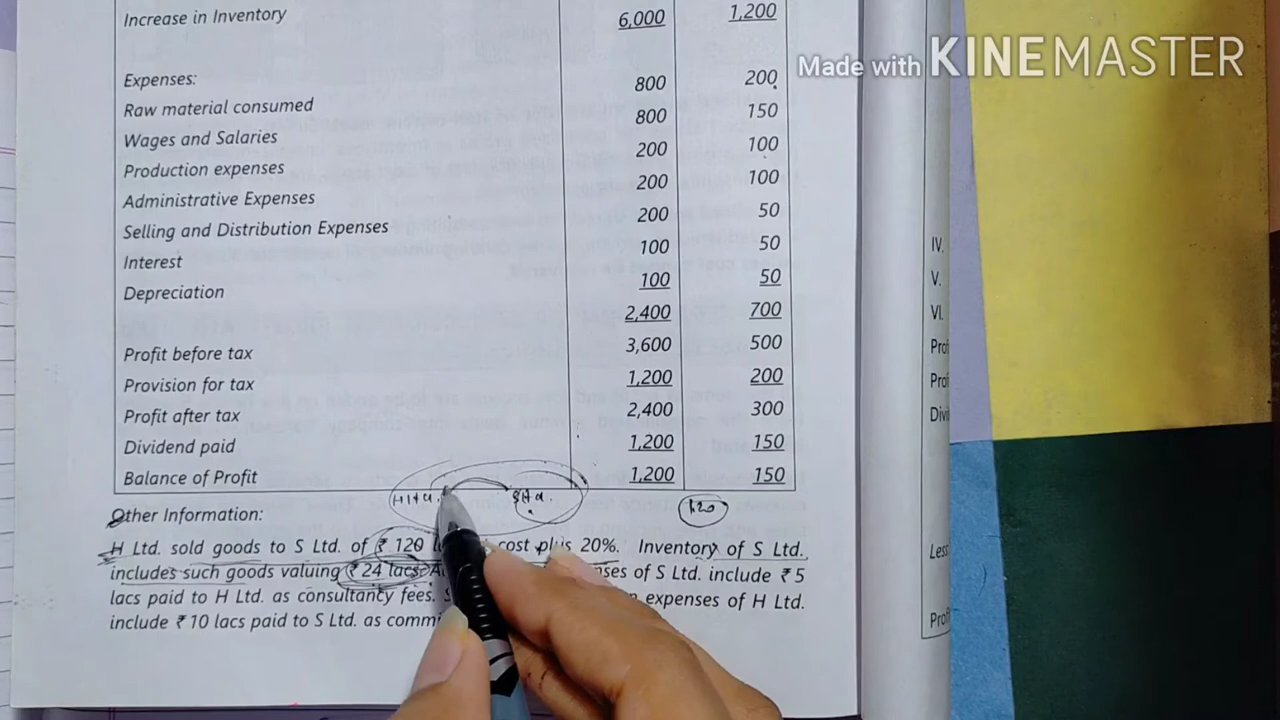 Made with KINEMASTER
Increase in Inventory 6,000 1,200
Expenses: 800 200
Raw material consumed 800 150
Wages and Salaries 200 100
Production expenses 200 100
Administrative Expenses 200 50
Selling and Distribution Expenses 100 50
Interest 100 50
Depreciation 2,400 700
Profit before tax 3,600 500
Provision for tax 1,200 200
Profit after tax 2,400 300
Dividend paid 1,200 150
Balance of Profit 1,200 150
Other Information:
H Ltd. sold goods to S Ltd. of ₹ 120 cost plus 20%. Inventory of S Ltd.
includes such goods valuing ₹ 24 lacs. of S Ltd. include ₹ 5
lacs paid to H Ltd. as consultancy fees. expenses of H Ltd.
include ₹ 10 lacs paid to S Ltd. as
IV.
V.
VI.